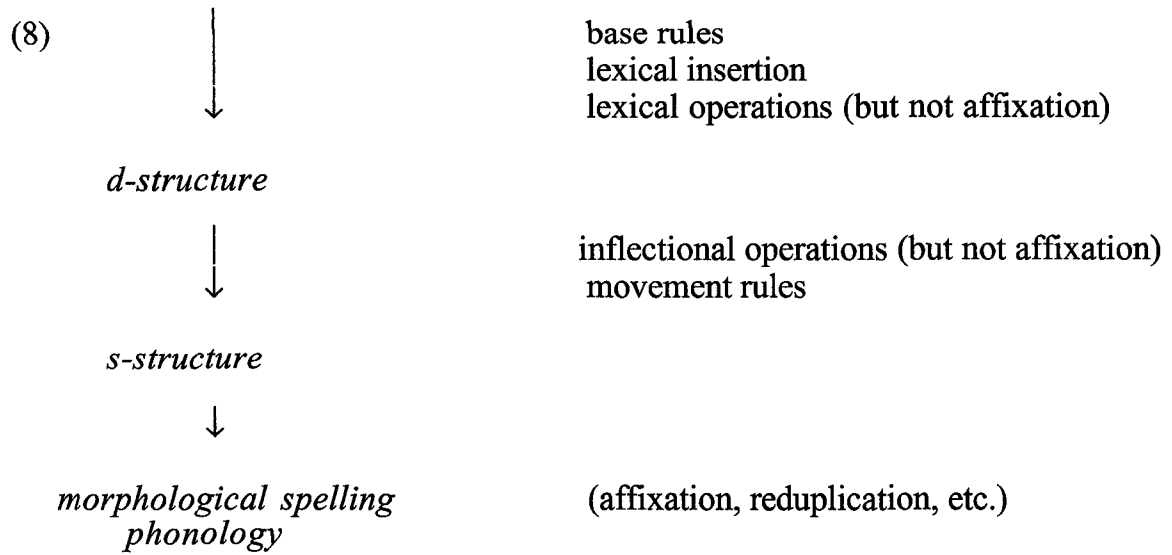 (8) base rules
lexical insertion
lexical operations (but not affixation)
d-structure
inflectional operations (but not affixation)
movement rules
s-structure
morphological spelling (affixation, reduplication, etc.)
phonology